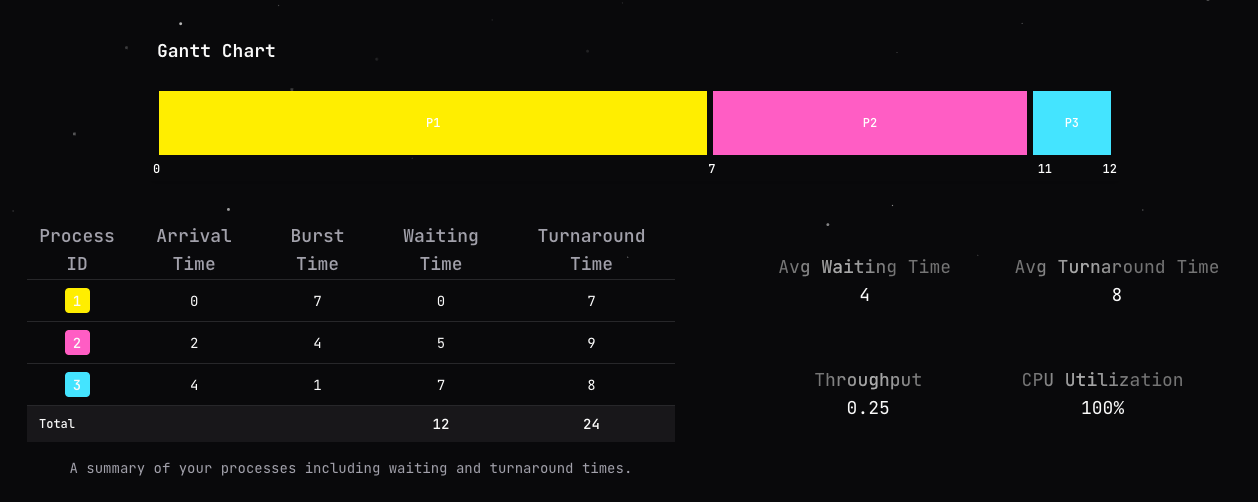 Gantt Chart
P1 P2 P3
0 7 11 12
Process ID Arrival Time Burst Time Waiting Time Turnaround Time
1 0 7 0 7
2 2 4 5 9
3 4 1 7 8
Total 12 24
A summary of your processes including waiting and turnaround times.
Avg Waiting Time Avg Turnaround Time
4 8
Throughput CPU Utilization
0.25 100%